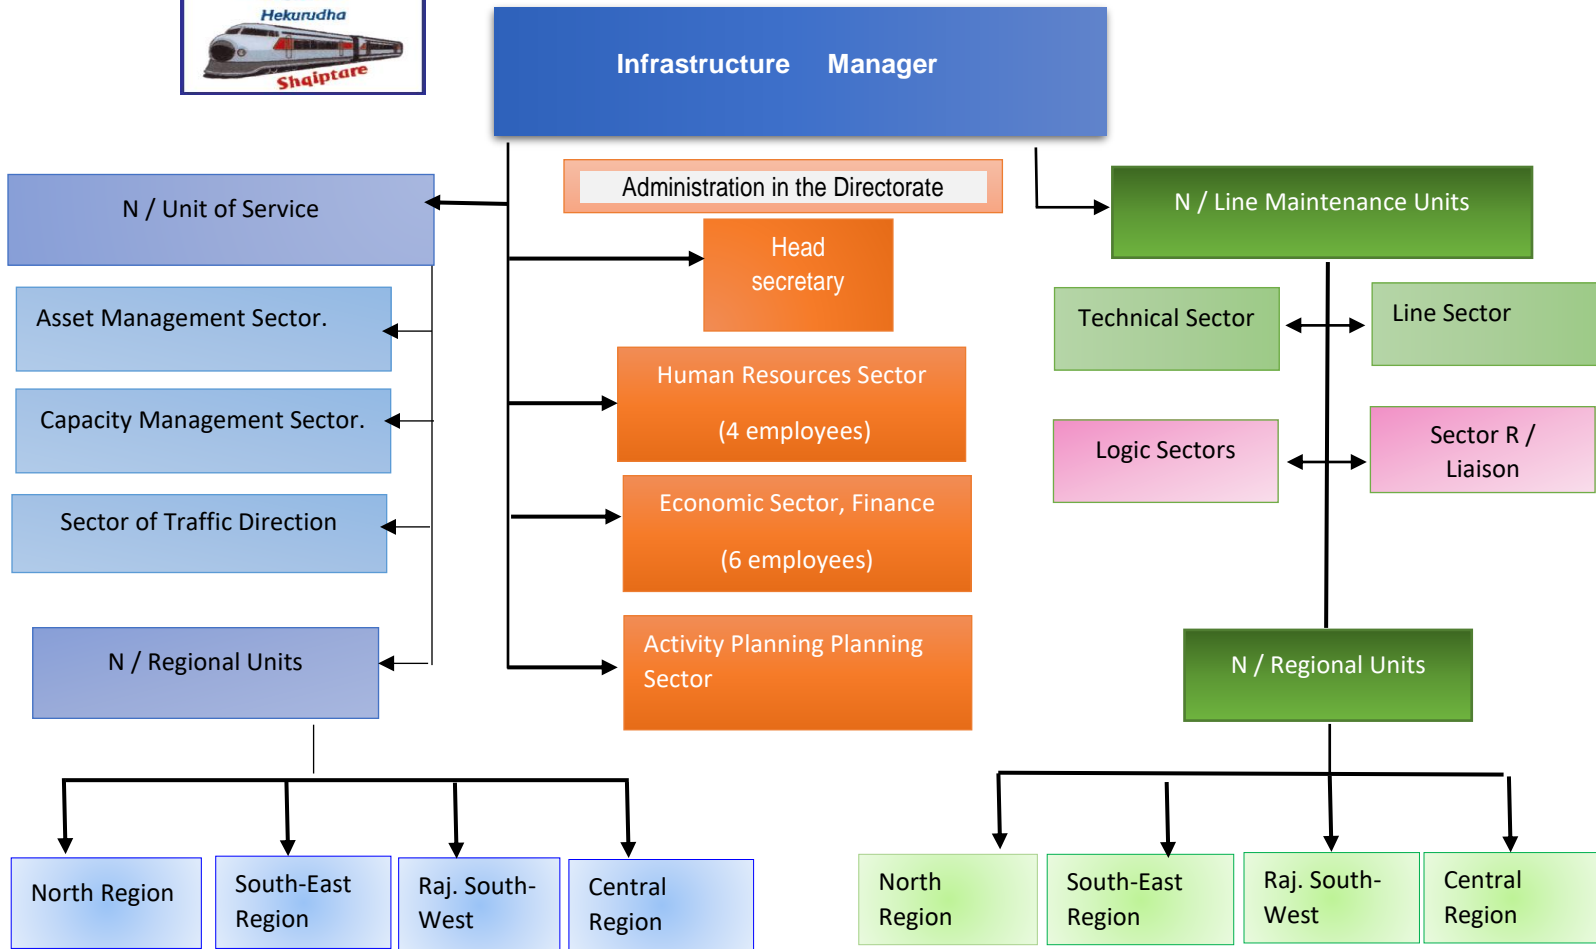 Hekurudha
Shqiptare
Infrastructure Manager
Administration in the Directorate
N / Unit of Service
N / Line Maintenance Units
Head
secretary
Asset Management Sector.
Technical Sector
Line Sector
Human Resources Sector
(4 employees)
Capacity Management Sector.
Logic Sectors
Sector R /
Liaison
Economic Sector, Finance
(6 employees)
Sector of Traffic Direction
Activity Planning Planning
Sector
N / Regional Units
N / Regional Units
North Region
South-East
Region
Raj. South-
West
Central
Region
North
Region
South-East
Region
Raj. South-
West
Central
Region